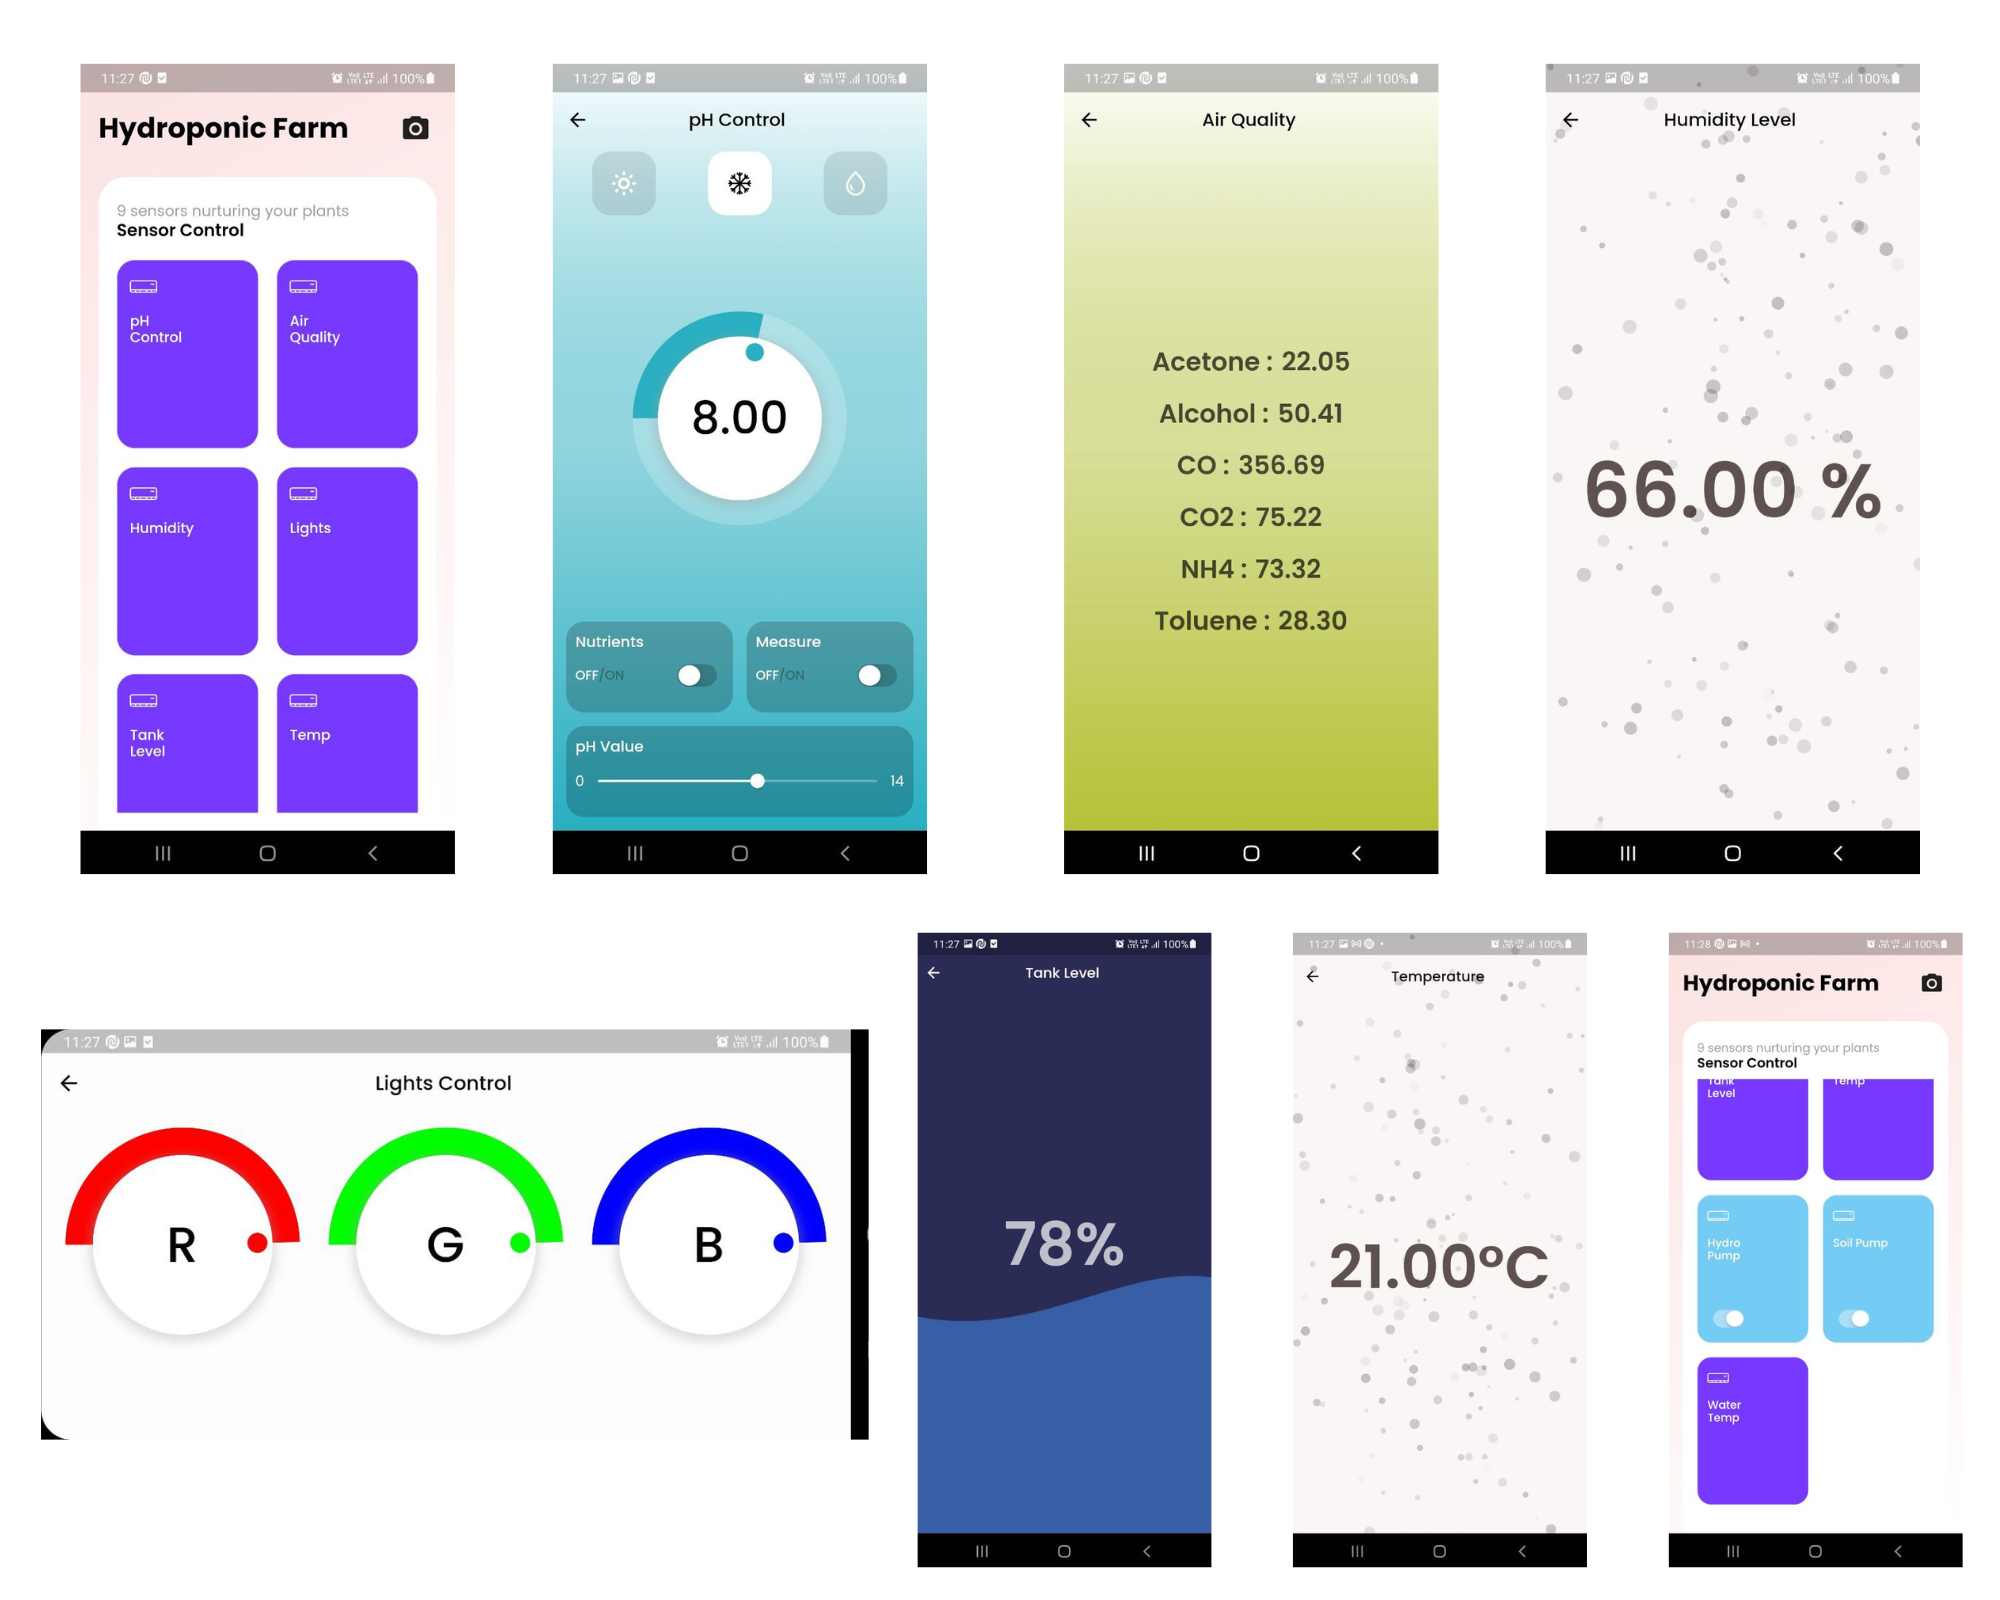 11:27 100%
Hydroponic Farm
9 sensors nurturing your plants
Sensor Control
pH
Control
Air
Quality
Humidity
Lights
Tank
Level
Temp
11:27 100%
pH Control
8.00
Nutrients
OFF/ON
Measure
OFF/ON
pH Value
0 14
11:27 100%
Air Quality
Acetone : 22.05
Alcohol : 50.41
CO : 356.69
CO2 : 75.22
NH4 : 73.32
Toluene : 28.30
11:27 100%
Humidity Level
66.00 %
11:27 100%
Lights Control
R G B
11:27 100%
Tank Level
78%
11:27 100%
Temperature
21.00°C
11:28 100%
Hydroponic Farm
9 sensors nurturing your plants
Sensor Control
Tank
Level
Temp
Hydro
Pump
Soil Pump
Water
Temp